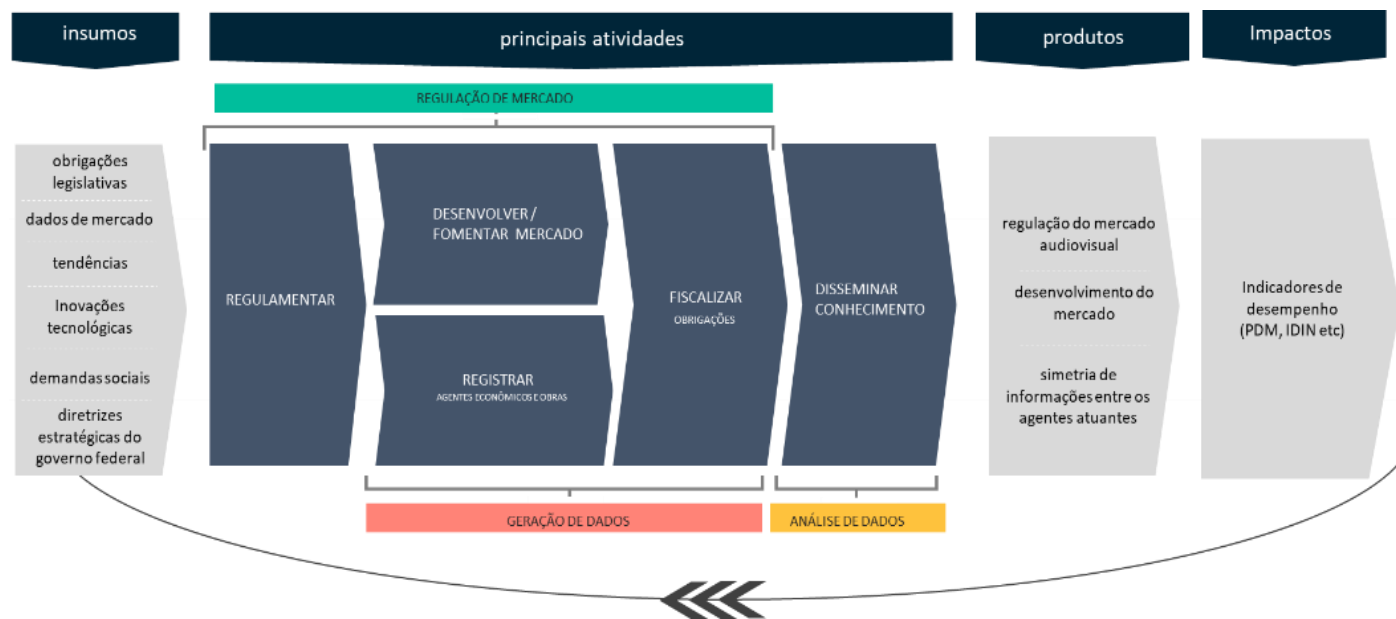 insumos
principais atividades
produtos
Impactos
REGULAÇÃO DE MERCADO
obrigações
legislativas
dados de mercado
tendências
Inovações
tecnológicas
demandas sociais
diretrizes
estratégicas do
governo federal
REGULAMENTAR
DESENVOLVER /
FOMENTAR MERCADO
REGISTRAR
AGENTES ECONÔMICOS E OBRAS
FISCALIZAR
OBRIGAÇÕES
DISSEMINAR
CONHECIMENTO
regulação do mercado
audiovisual
desenvolvimento do
mercado
simetria de
informações entre os
agentes atuantes
Indicadores de
desempenho
(PDM, IDIN etc)
GERAÇÃO DE DADOS
ANÁLISE DE DADOS